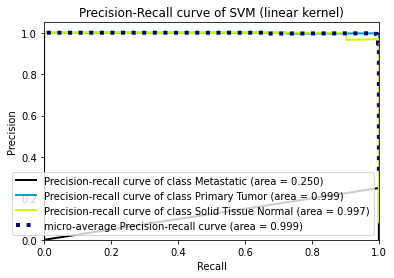 Precision-Recall curve of SVM (linear kernel)
1.0
0.8
0.6
0.4
0.2
0.0
Precision
Precision-recall curve of class Metastatic (area = 0.250)
Precision-recall curve of class Primary Tumor (area = 0.999)
Precision-recall curve of class Solid Tissue Normal (area = 0.997)
micro-average Precision-recall curve (area = 0.999)
0.0 0.2 0.4 0.6 0.8 1.0
Recall